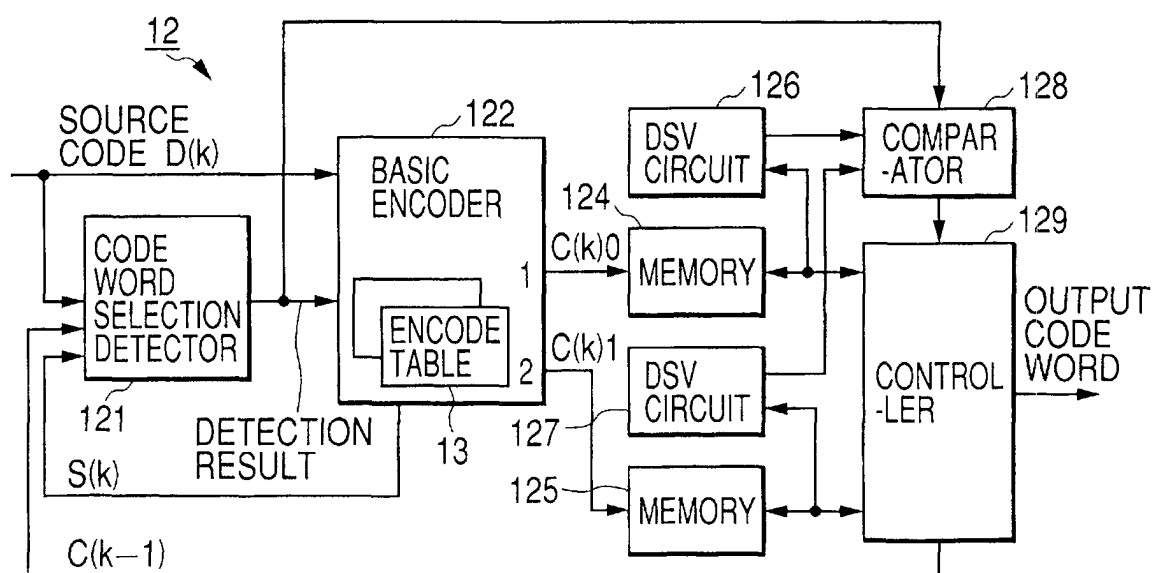 12
SOURCE
CODE D(k)
122
BASIC
ENCODER
126
DSV
CIRCUIT
128
COMPAR
-ATOR
124
C(k)0
1
MEMORY
129
CODE
WORD
SELECTION
DETECTOR
121
ENCODE
TABLE
13
C(k)1
2
DSV
CIRCUIT
127
CONTROL
-LER
OUTPUT
CODE
WORD
DETECTION
RESULT
S(k)
125
MEMORY
C(k−1)